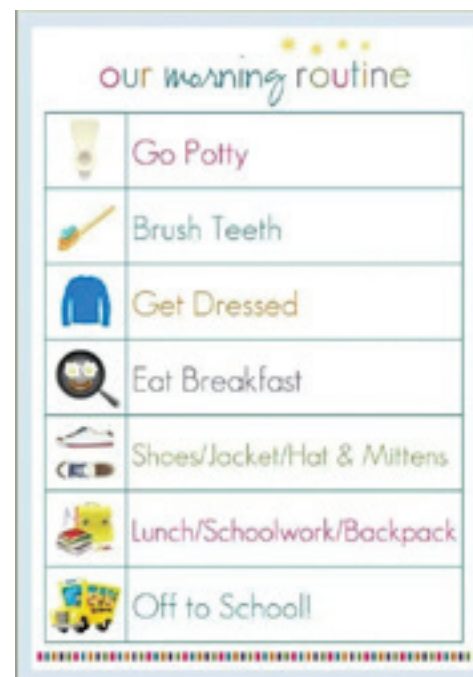 our morning routine
Go Potty
Brush Teeth
Get Dressed
Eat Breakfast
Shoes/Jacket/Hat & Mittens
Lunch/Schoolwork/Backpack
Off to School!